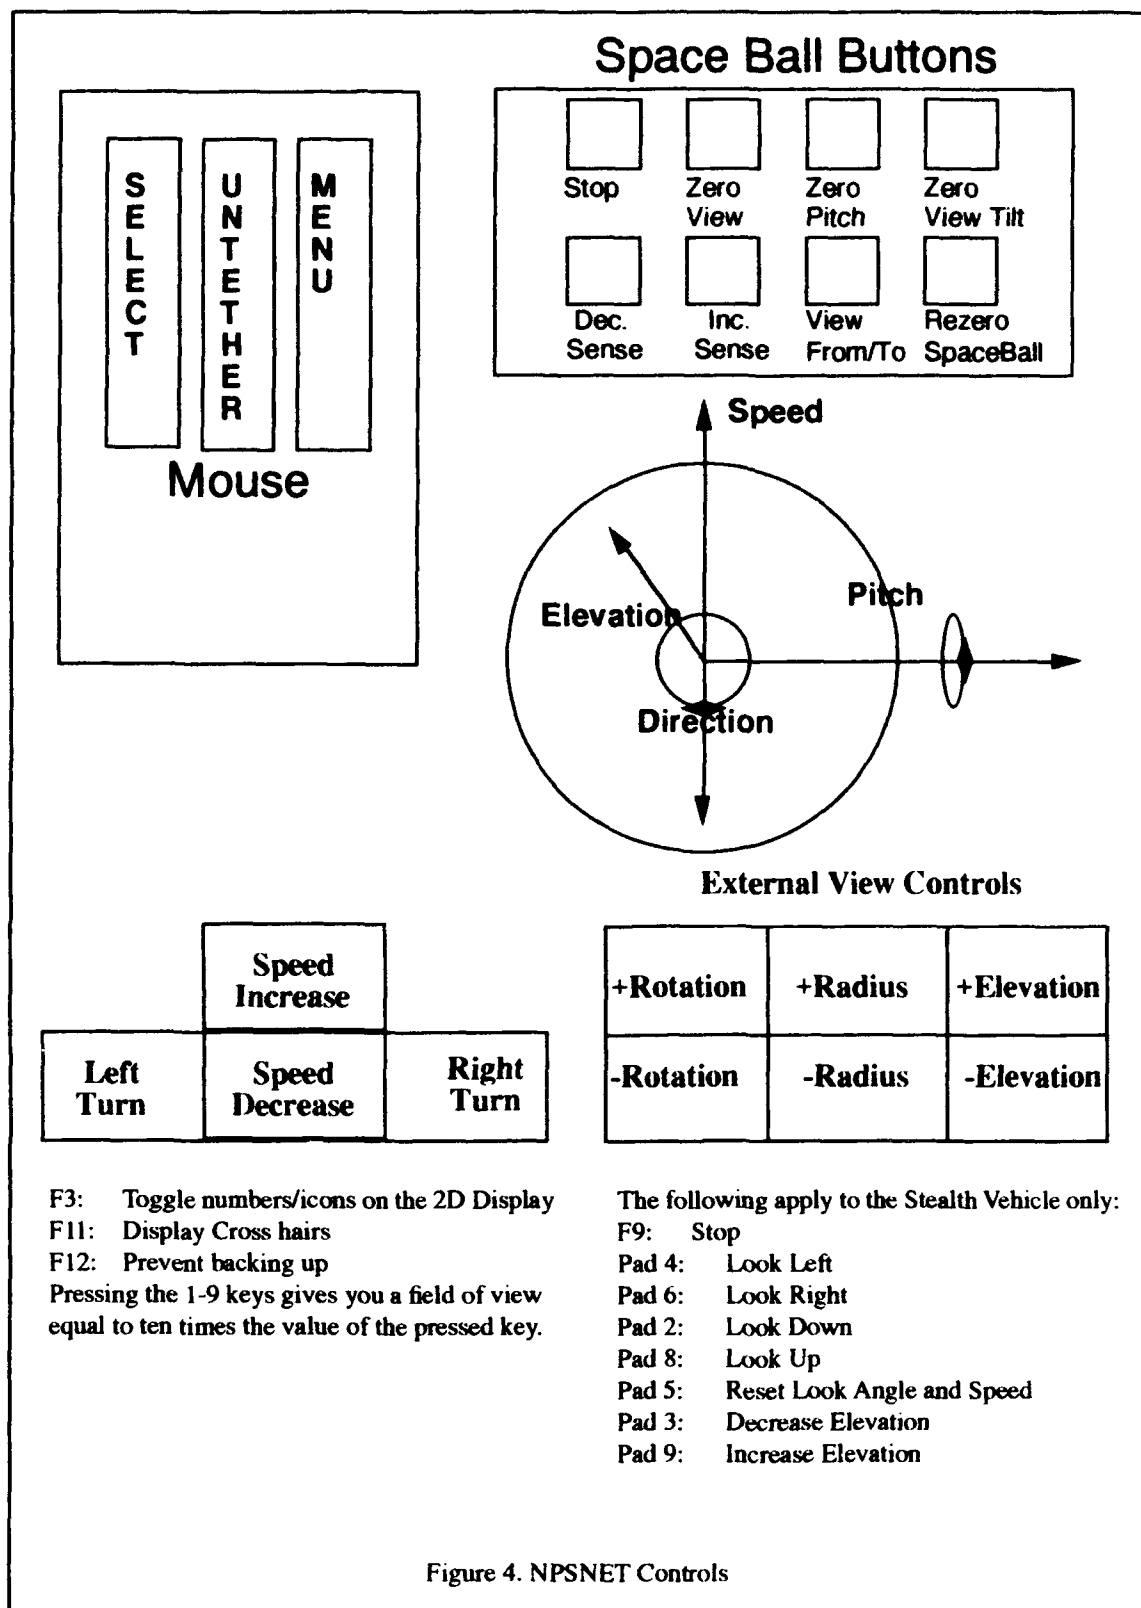 Space Ball Buttons
SELECT
UNTETHER
MENU
Mouse
Stop
Zero View
Zero Pitch
Zero View Tilt
Dec. Sense
Inc. Sense
View From/To
Rezero SpaceBall
Speed
Elevation
Pitch
Direction
External View Controls
Speed Increase
Left Turn
Speed Decrease
Right Turn
+Rotation
+Radius
+Elevation
-Rotation
-Radius
-Elevation
F3: Toggle numbers/icons on the 2D Display
F11: Display Cross hairs
F12: Prevent backing up
Pressing the 1-9 keys gives you a field of view
equal to ten times the value of the pressed key.
The following apply to the Stealth Vehicle only:
F9: Stop
Pad 4: Look Left
Pad 6: Look Right
Pad 2: Look Down
Pad 8: Look Up
Pad 5: Reset Look Angle and Speed
Pad 3: Decrease Elevation
Pad 9: Increase Elevation
Figure 4. NPSNET Controls